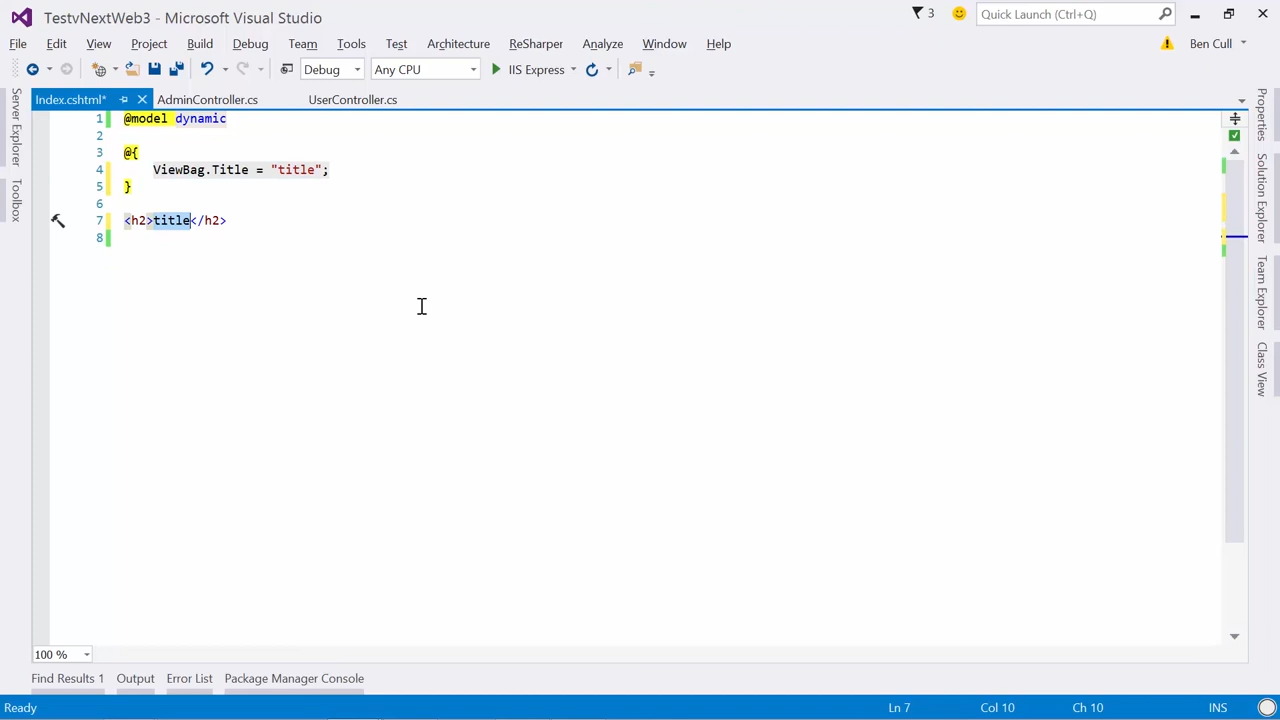 TestvNextWeb3 - Microsoft Visual Studio
3
Quick Launch (Ctrl+Q)
File Edit View Project Build Debug Team Tools Test Architecture ReSharper Analyze Window Help
Ben Cull
Debug Any CPU IIS Express
Index.cshtml* AdminController.cs UserController.cs
Server Explorer
Toolbox
1 @model dynamic
2
3 @{
4 ViewBag.Title = "title";
5 }
6
7 <h2>title</h2>
8
Properties
Solution Explorer
Team Explorer
Class View
100 %
Find Results 1 Output Error List Package Manager Console
Ready Ln 7 Col 10 Ch 10 INS